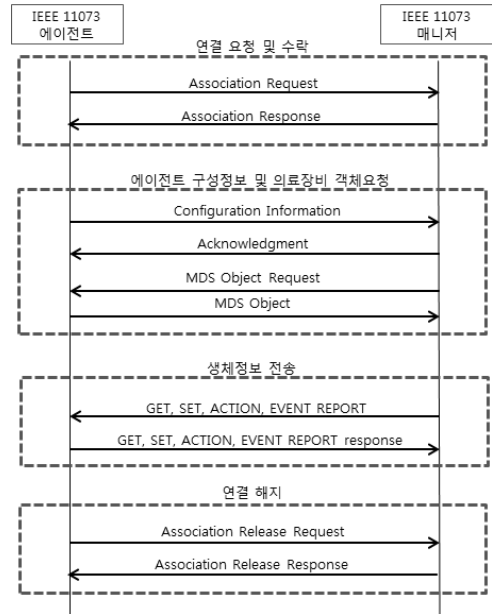 IEEE 11073
에이전트
IEEE 11073
매니저
연결 요청 및 수락
Association Request
Association Response
에이전트 구성정보 및 의료장비 객체요청
Configuration Information
Acknowledgment
MDS Object Request
MDS Object
생체정보 전송
GET, SET, ACTION, EVENT REPORT
GET, SET, ACTION, EVENT REPORT response
연결 해지
Association Release Request
Association Release Response